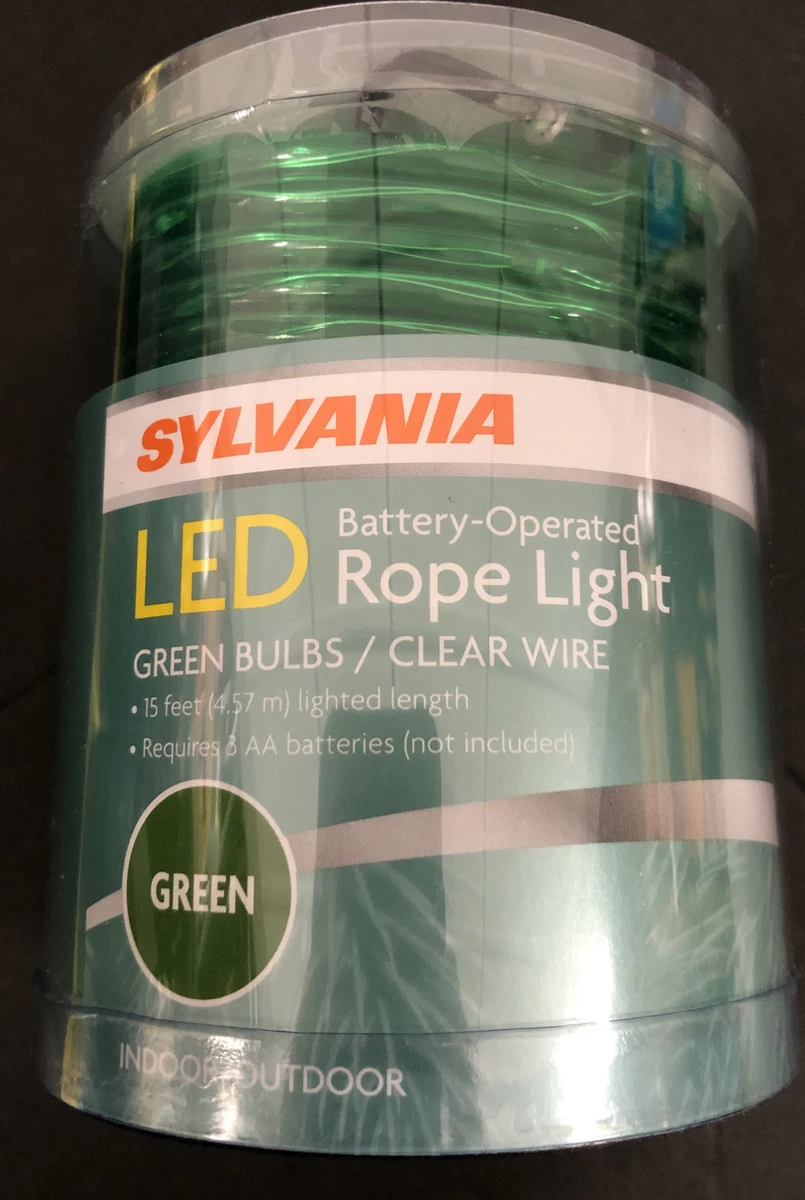 SYLVANIA
LED Battery-Operated
Rope Light
GREEN BULBS / CLEAR WIRE
• 15 feet (4.57 m) lighted length
• Requires 3 AA batteries (not included)
GREEN
INDOOR/OUTDOOR